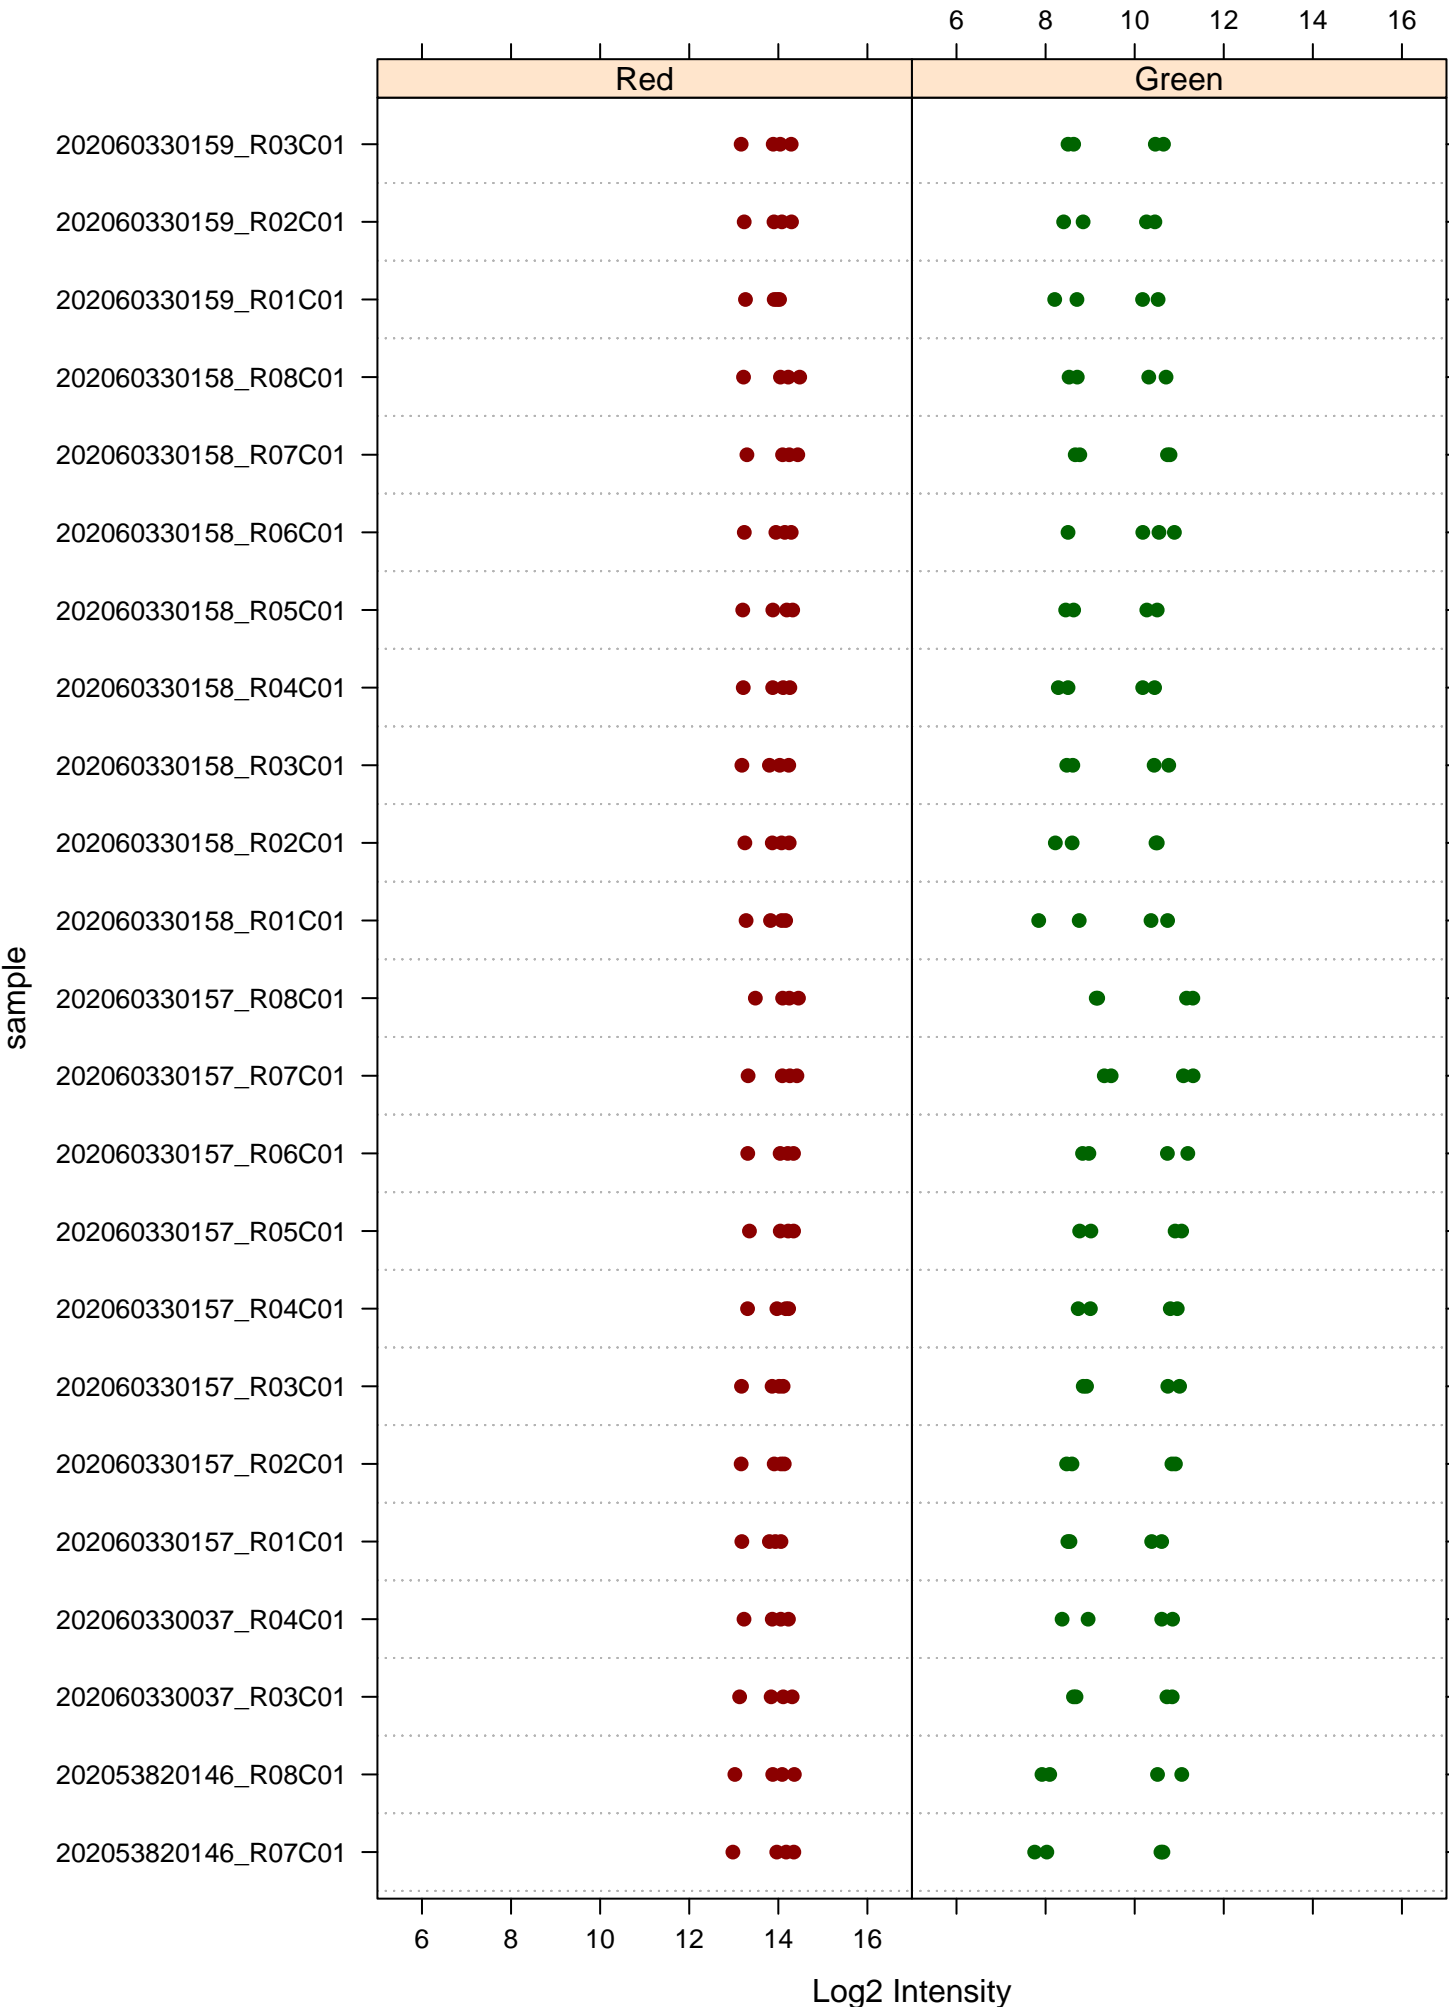 6 8 10 12 14 16
Red Green
202060330159_R03C01
202060330159_R02C01
202060330159_R01C01
202060330158_R08C01
202060330158_R07C01
202060330158_R06C01
202060330158_R05C01
202060330158_R04C01
202060330158_R03C01
202060330158_R02C01
202060330158_R01C01
202060330157_R08C01
202060330157_R07C01
202060330157_R06C01
202060330157_R05C01
202060330157_R04C01
202060330157_R03C01
202060330157_R02C01
202060330157_R01C01
202060330037_R04C01
202060330037_R03C01
202053820146_R08C01
202053820146_R07C01
sample
6 8 10 12 14 16
Log2 Intensity